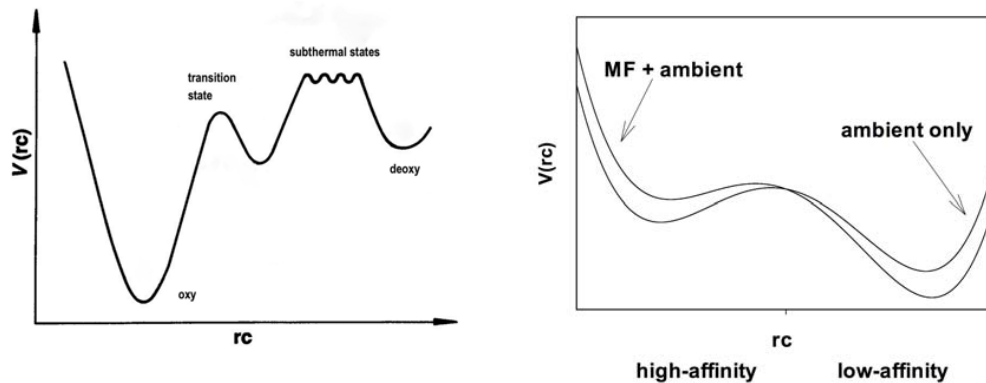 subthermal states
transition
state
V(rc)
deoxy
oxy
rc
MF + ambient
ambient only
V(rc)
rc
high-affinity low-affinity